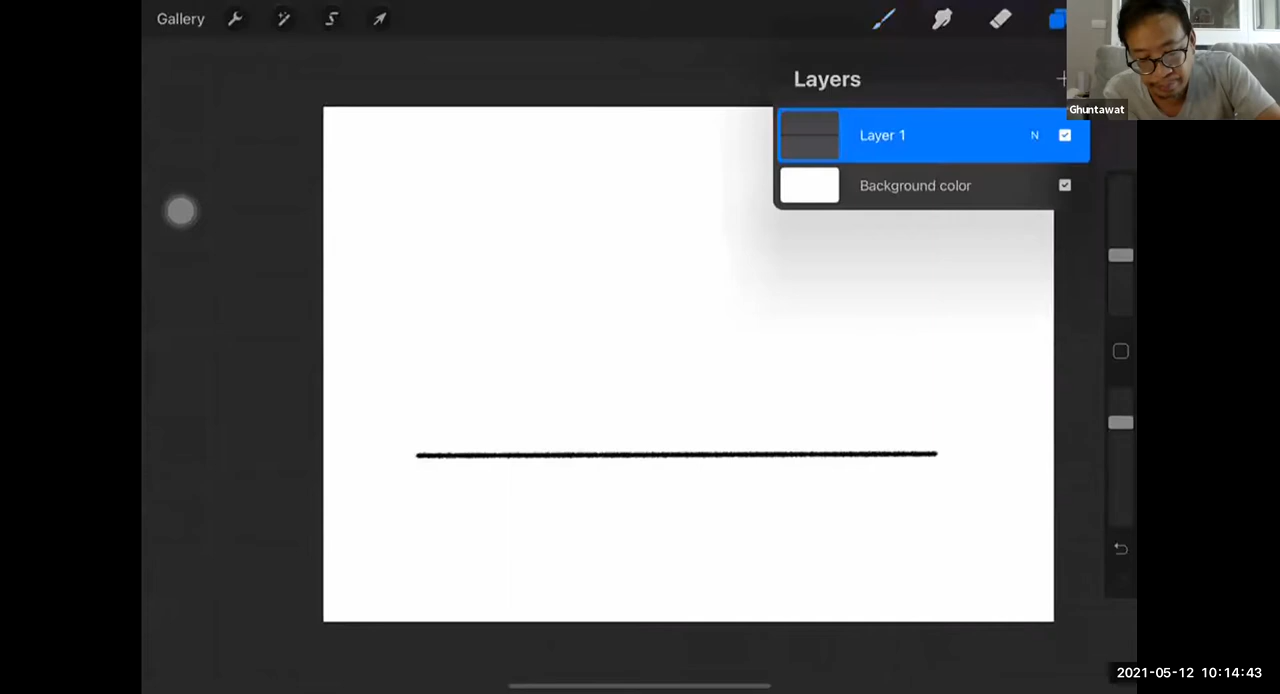 Gallery
Layers
Ghuntawat
Layer 1 N
Background color
2021-05-12 10:14:43